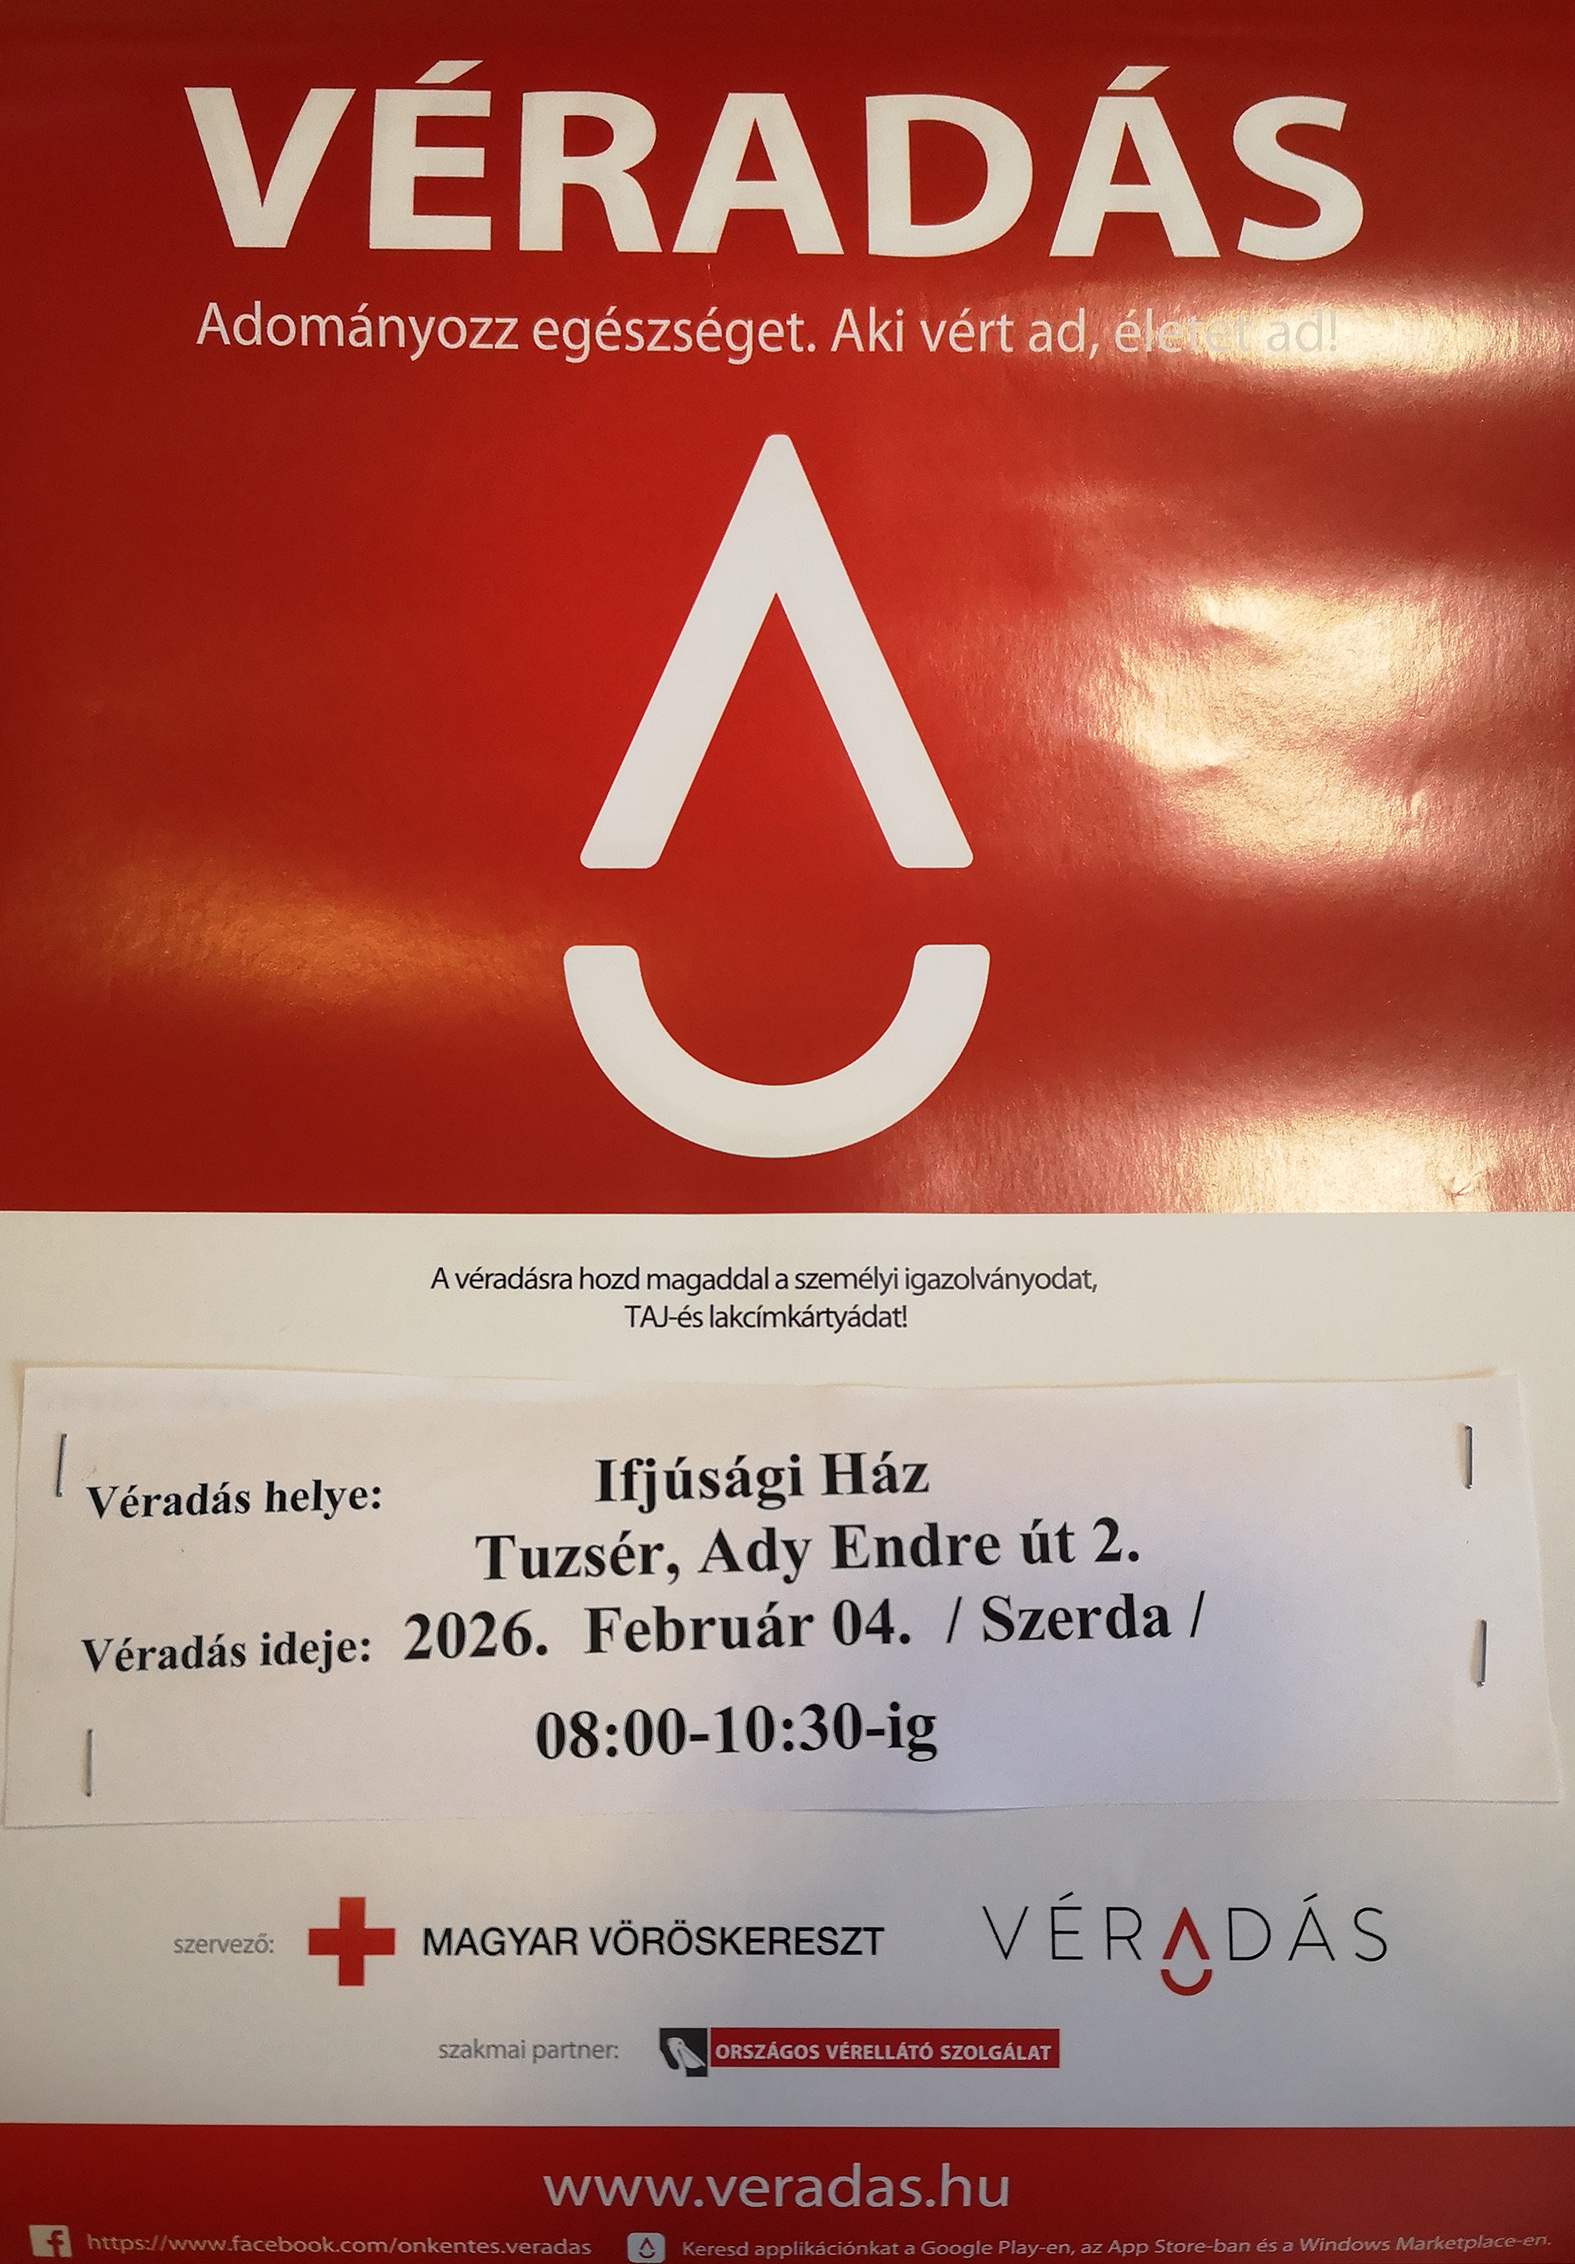 VÉRADÁS
Adományozz egészséget. Aki vért ad, életet ad!
A véradásra hozd magaddal a személyi igazolványodat,
TAJ-és lakcímkártyádat!
Véradás helye: Ifjúsági Ház
Tuzsér, Ady Endre út 2.
Véradás ideje: 2026. Február 04. / Szerda /
08:00-10:30-ig
szervező: MAGYAR VÖRÖSKERESZT VÉRADÁS
szakmai partner: ORSZÁGOS VÉRELLÁTÓ SZOLGÁLAT
www.veradas.hu
https://www.facebook.com/onkentes.veradas Keresd applikációnkat a Google Play-en, az App Store-ban és a Windows Marketplace-en.